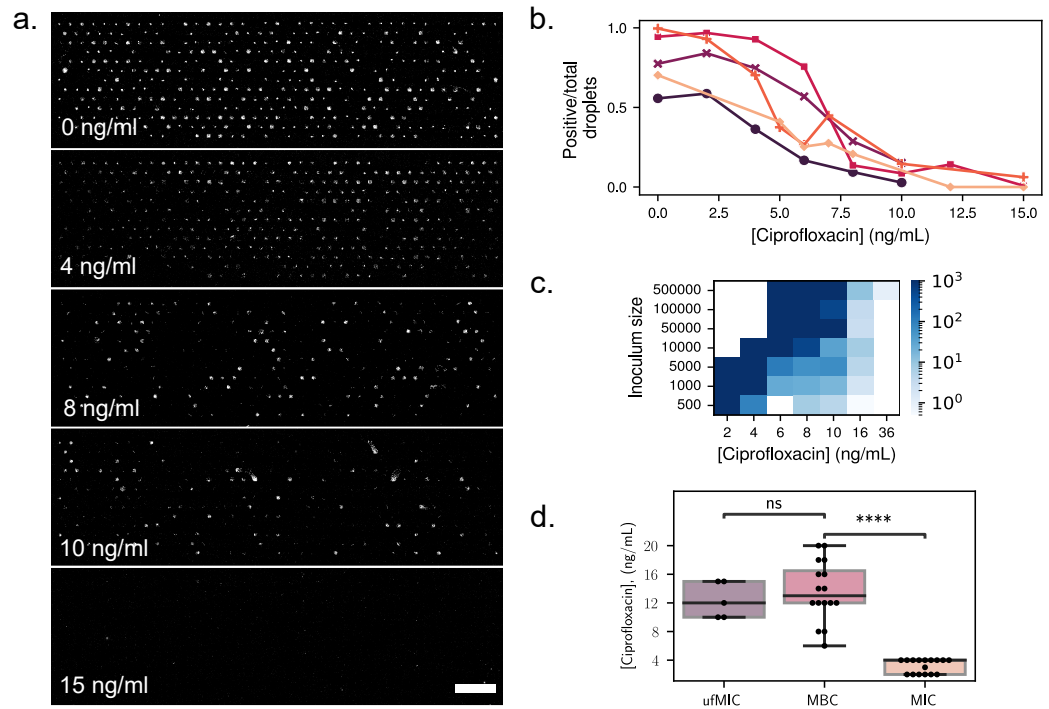 a.
0 ng/ml
4 ng/ml
8 ng/ml
10 ng/ml
15 ng/ml
b.
1.0
0.5
0.0
Positive/total
droplets
0.0 2.5 5.0 7.5 10.0 12.5 15.0
[Ciprofloxacin] (ng/mL)
c.
Inoculum size
500000
100000
50000
10000
5000
1000
500
2 4 6 8 10 16 36
[Ciprofloxacin] (ng/mL)
10³
10²
10¹
10⁰
d.
ns
****
[Ciprofloxacin], (ng/mL)
20
16
12
8
4
ufMIC MBC MIC